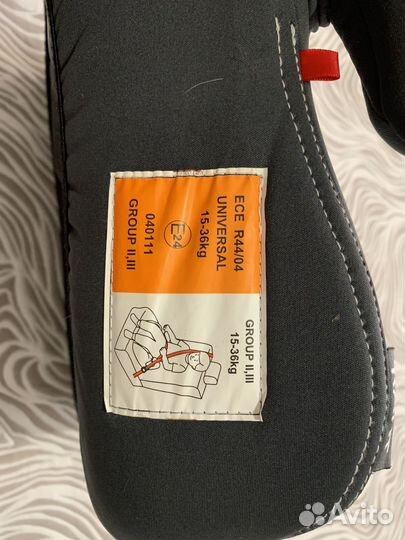 ECE R44/04
UNIVERSAL
15-36kg
E24
040111
GROUP II,III
GROUP II,III
15-36kg
Avito